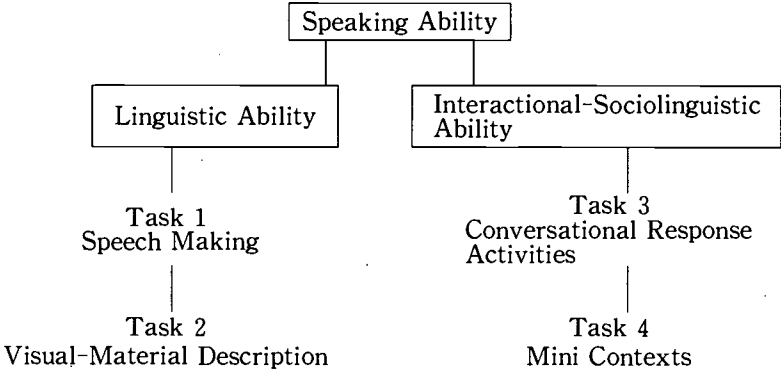 Speaking Ability
Linguistic Ability
Interactional-Sociolinguistic
Ability
Task 1
Speech Making
Task 2
Visual-Material Description
Task 3
Conversational Response
Activities
Task 4
Mini Contexts